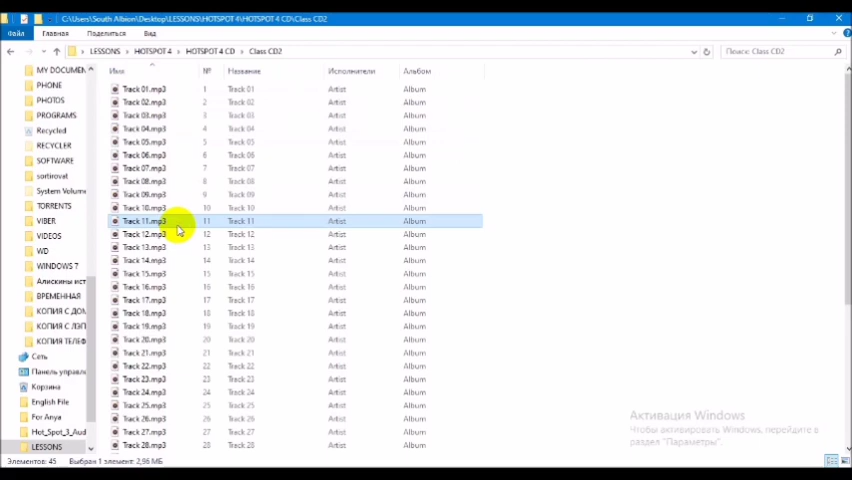 C:\Users\South Albion\Desktop\LESSONS\HOTSPOT 4\HOTSPOT 4 CD\Class CD2
Файл Главная Поделиться Вид
LESSONS HOTSPOT 4 HOTSPOT 4 CD Class CD2 Поиск: Class CD2
Имя № Название Исполнители Альбом
MY DOCUMEN
PHONE
PHOTOS
PROGRAMS
Recycled
RECYCLER
SOFTWARE
sortirovat
System Volume
TORRENTS
VIBER
VIDEOS
WD
WINDOWS 7
Алискины ист
ВРЕМЕННАЯ
КОПИЯ С ДОМ
КОПИЯ С ЛЭП
КОПИЯ ТЕЛЕФ
Сеть
Панель управл
Корзина
English File
For Anya
Hot_Spot_3_Aud
LESSONS
Track 01.mp3 1 Track 01 Artist Album
Track 02.mp3 2 Track 02 Artist Album
Track 03.mp3 3 Track 03 Artist Album
Track 04.mp3 4 Track 04 Artist Album
Track 05.mp3 5 Track 05 Artist Album
Track 06.mp3 6 Track 06 Artist Album
Track 07.mp3 7 Track 07 Artist Album
Track 08.mp3 8 Track 08 Artist Album
Track 09.mp3 9 Track 09 Artist Album
Track 10.mp3 10 Track 10 Artist Album
Track 11.mp3 11 Track 11 Artist Album
Track 12.mp3 12 Track 12 Artist Album
Track 13.mp3 13 Track 13 Artist Album
Track 14.mp3 14 Track 14 Artist Album
Track 15.mp3 15 Track 15 Artist Album
Track 16.mp3 16 Track 16 Artist Album
Track 17.mp3 17 Track 17 Artist Album
Track 18.mp3 18 Track 18 Artist Album
Track 19.mp3 19 Track 19 Artist Album
Track 20.mp3 20 Track 20 Artist Album
Track 21.mp3 21 Track 21 Artist Album
Track 22.mp3 22 Track 22 Artist Album
Track 23.mp3 23 Track 23 Artist Album
Track 24.mp3 24 Track 24 Artist Album
Track 25.mp3 25 Track 25 Artist Album
Track 26.mp3 26 Track 26 Artist Album
Track 27.mp3 27 Track 27 Artist Album
Track 28.mp3 28 Track 28 Artist Album
Активация Windows
Чтобы активировать Windows, перейдите в
раздел "Параметры".
Элементов: 45 Выбран 1 элемент: 2,96 МБ